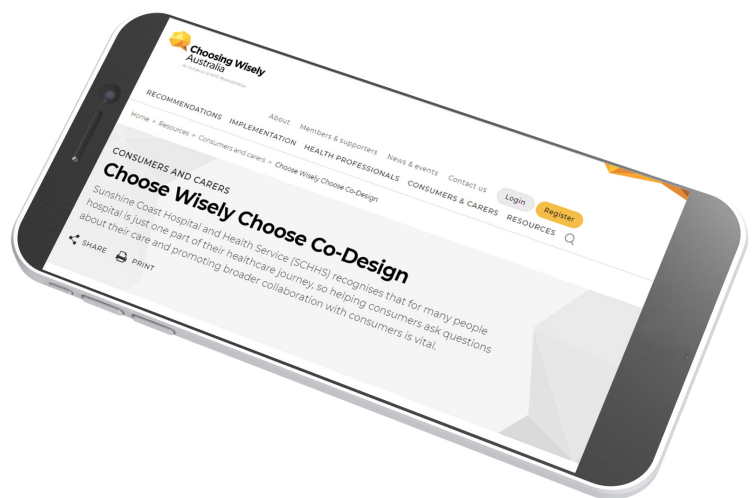 Choosing Wisely
Australia
About Members & supporters News & events Contact us Login Register
RECOMMENDATIONS IMPLEMENTATION HEALTH PROFESSIONALS CONSUMERS & CARERS RESOURCES
Home > Resources > Consumers and carers > Choose Wisely Choose Co-Design
CONSUMERS AND CARERS
Choose Wisely Choose Co-Design
Sunshine Coast Hospital and Health Service (SCHHS) recognises that for many people
hospital is just one part of their healthcare journey, so helping consumers ask questions
about their care and promoting broader collaboration with consumers is vital.
SHARE PRINT